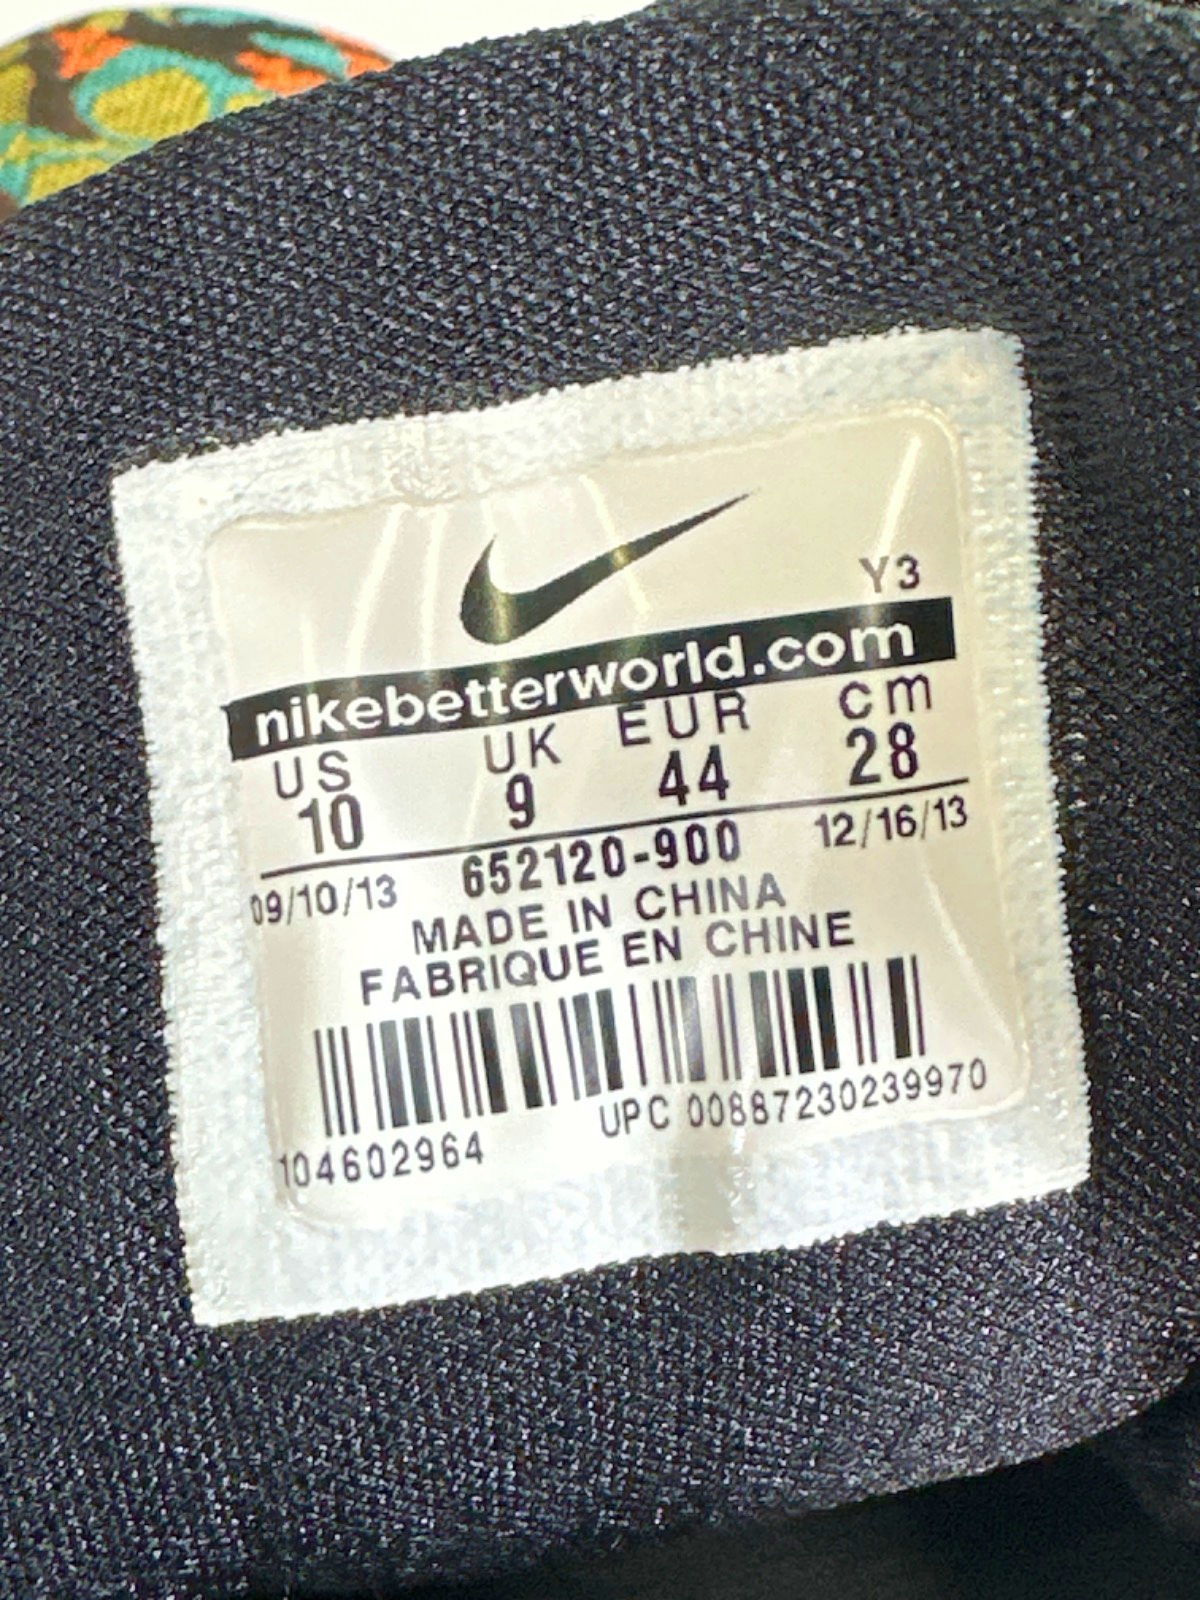 Y3
nikebetterworld.com
US UK EUR cm
10 9 44 28
09/10/13 652120-900 12/16/13
MADE IN CHINA
FABRIQUE EN CHINE
104602964 UPC 00887230239970